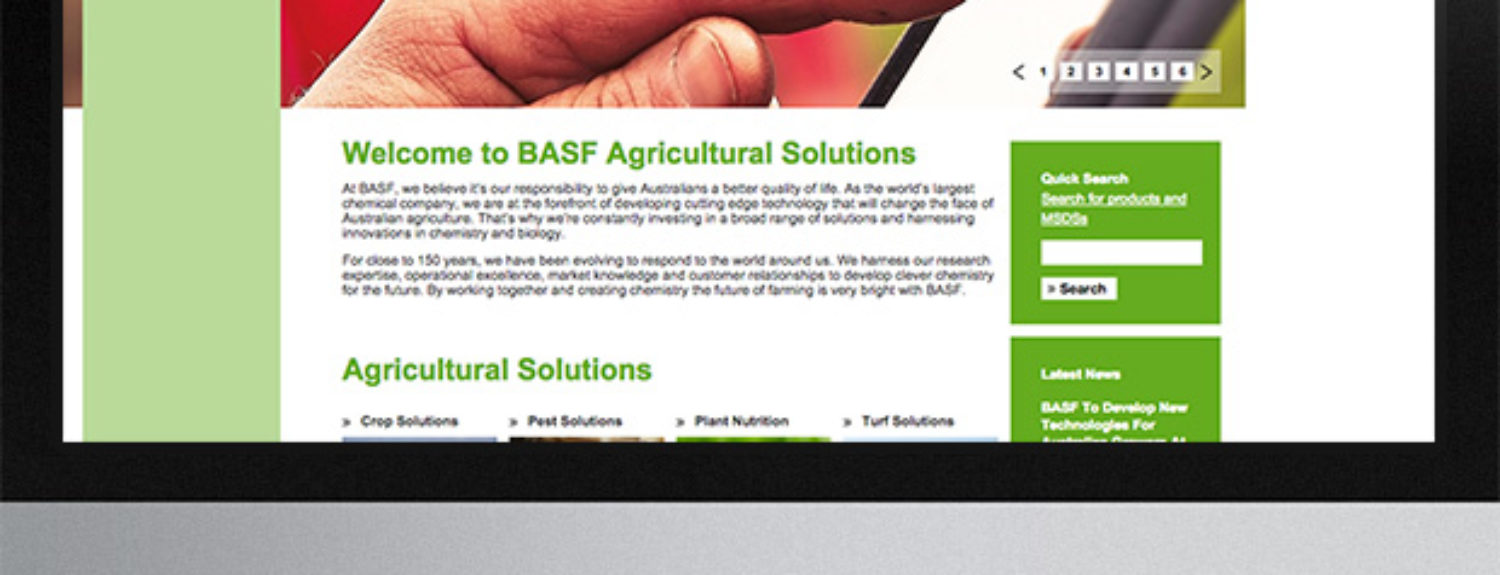 < 1 2 3 4 5 6 >
Welcome to BASF Agricultural Solutions
At BASF, we believe it's our responsibility to give Australians a better quality of life. As the world's largest
chemical company, we are at the forefront of developing cutting edge technology that will change the face of
Australian agriculture. That's why we're constantly investing in a broad range of solutions and harnessing
innovations in chemistry and biology.
For close to 150 years, we have been evolving to respond to the world around us. We harness our research
expertise, operational excellence, market knowledge and customer relationships to develop clever chemistry
for the future. By working together and creating chemistry the future of farming is very bright with BASF.
Agricultural Solutions
» Crop Solutions » Pest Solutions » Plant Nutrition » Turf Solutions
Quick Search
Search for products and
MSDSs
» Search
Latest News
BASF To Develop New
Technologies For